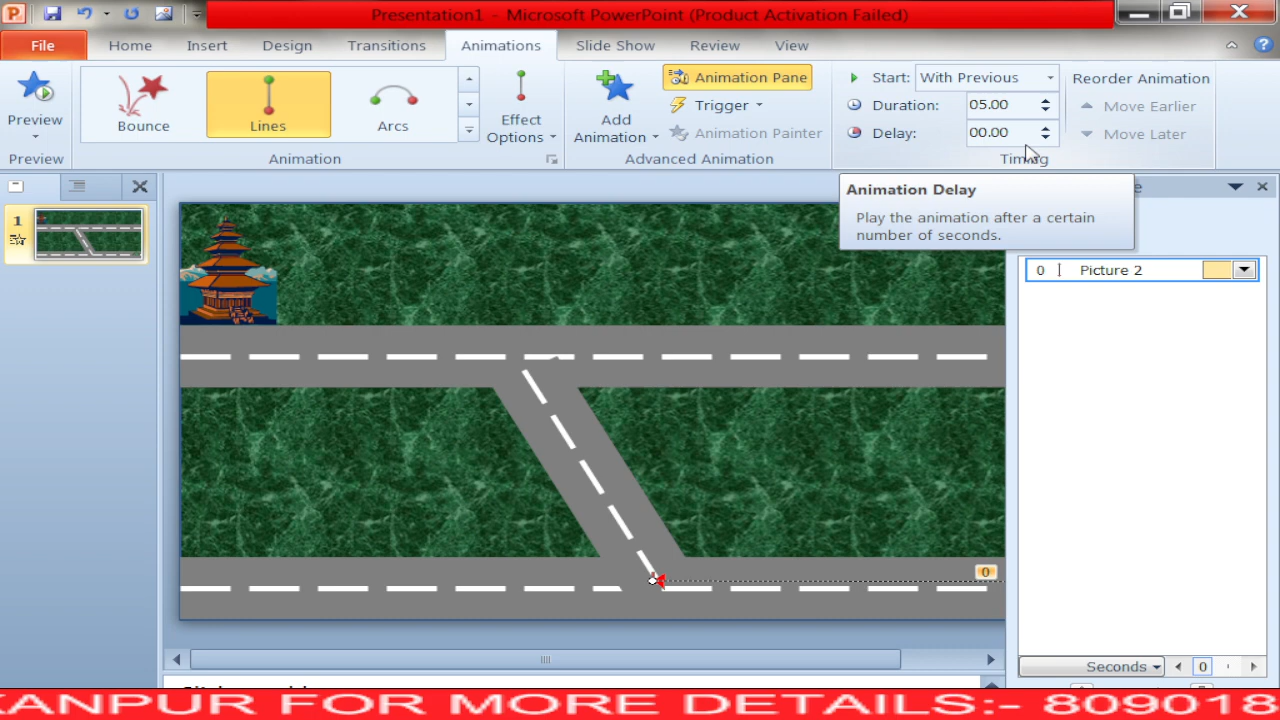 Presentation1 - Microsoft PowerPoint (Product Activation Failed)
File Home Insert Design Transitions Animations Slide Show Review View
Preview
Bounce
Lines
Arcs
Effect Options
Add Animation
Animation Pane
Trigger
Animation Painter
Start: With Previous
Duration: 05.00
Delay: 00.00
Reorder Animation
Move Earlier
Move Later
Preview
Animation
Advanced Animation
Timing
Animation Delay
Play the animation after a certain
number of seconds.
1
0 Picture 2
0
Seconds 0
KANPUR FOR MORE DETAILS:- 809018